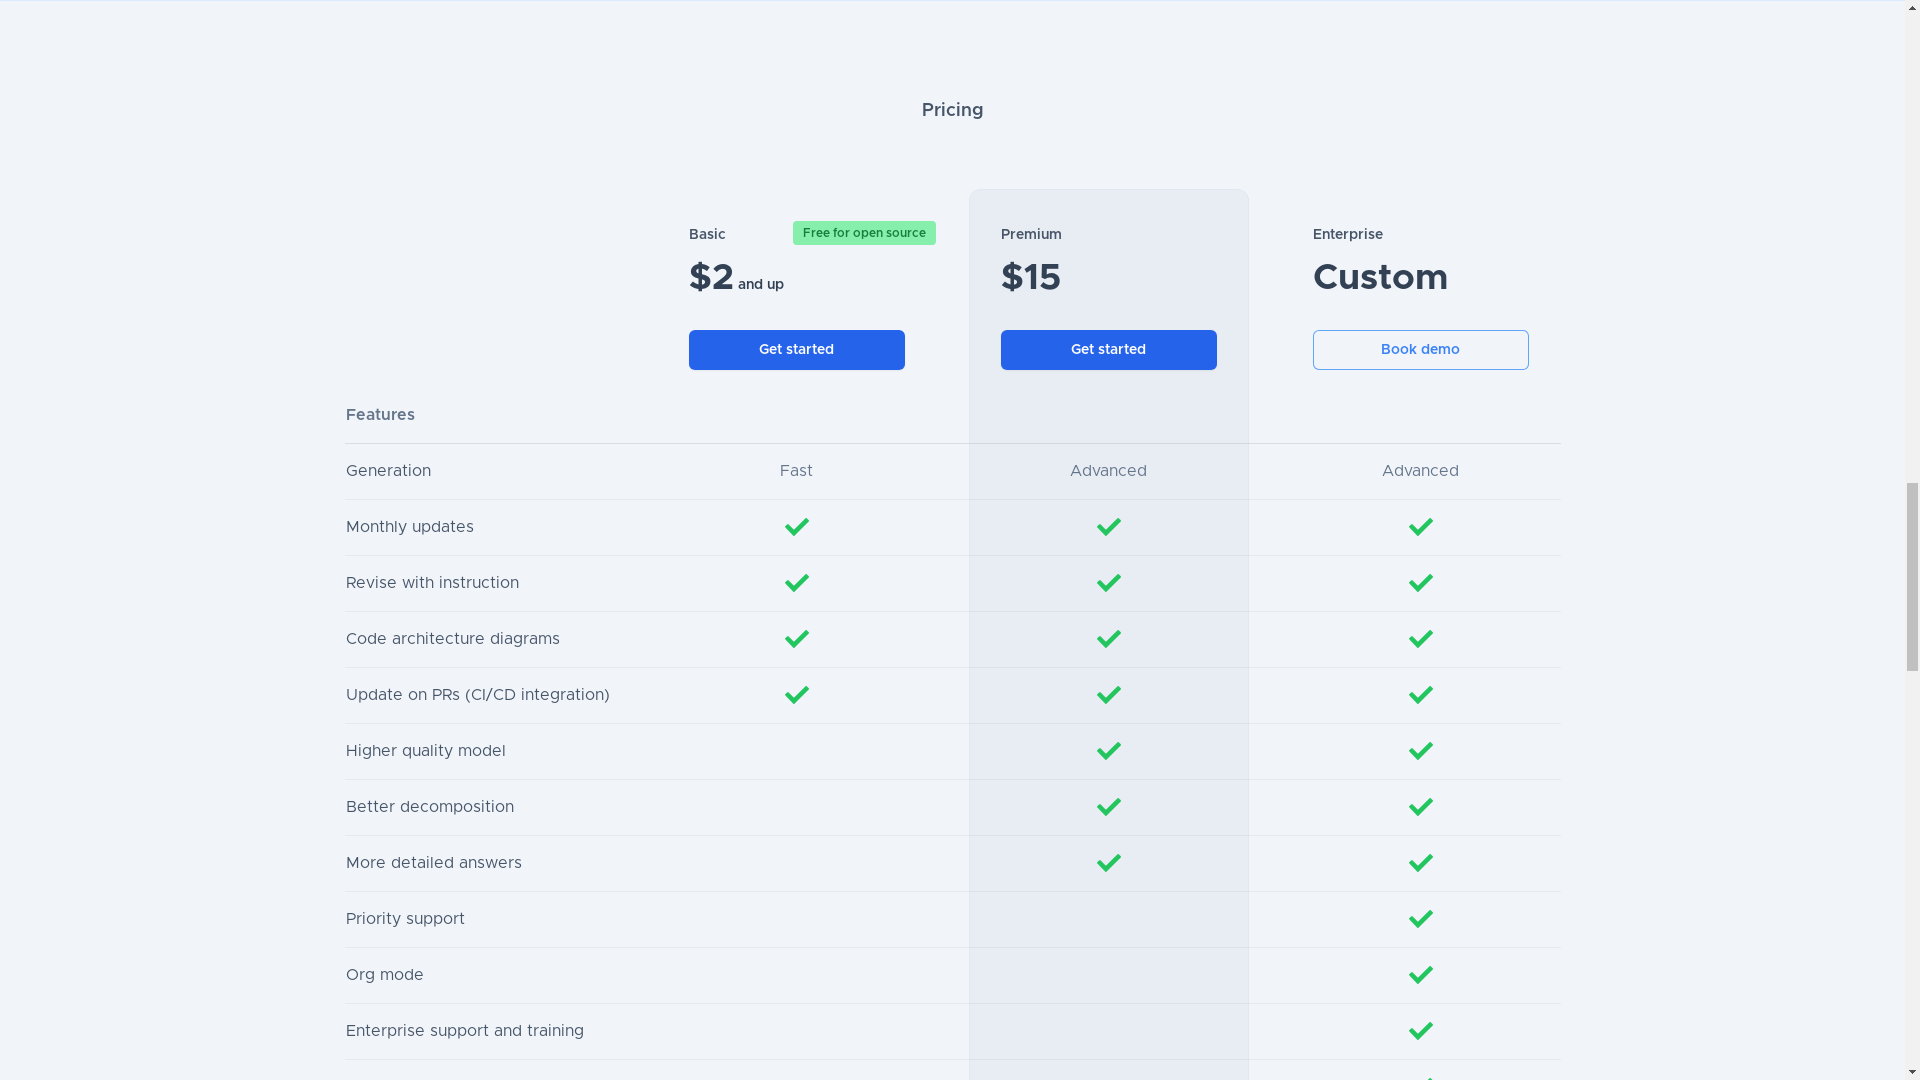 Pricing
Basic
Free for open source
Premium
Enterprise
$2 and up
$15
Custom
Get started
Get started
Book demo
Features
Generation
Fast
Advanced
Advanced
Monthly updates
Revise with instruction
Code architecture diagrams
Update on PRs (CI/CD integration)
Higher quality model
Better decomposition
More detailed answers
Priority support
Org mode
Enterprise support and training